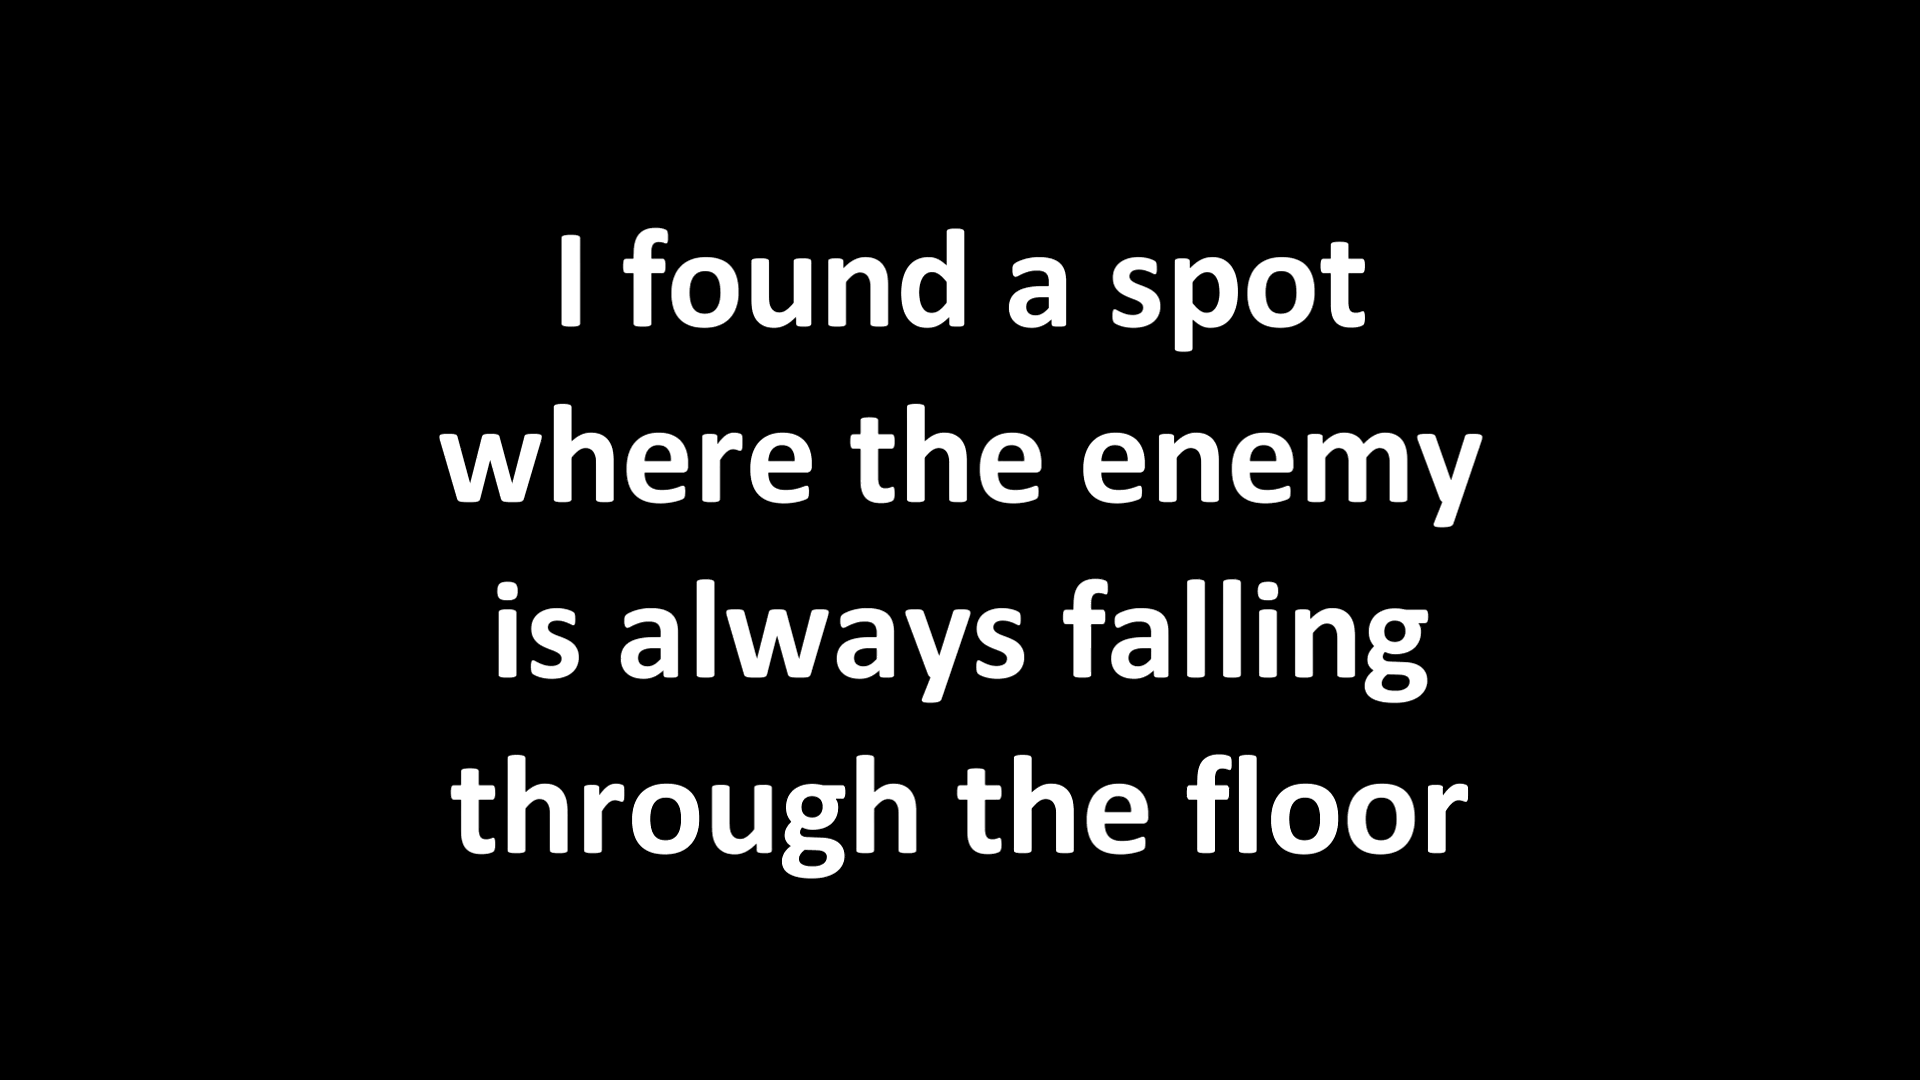 I found a spot
where the enemy
is always falling
through the floor